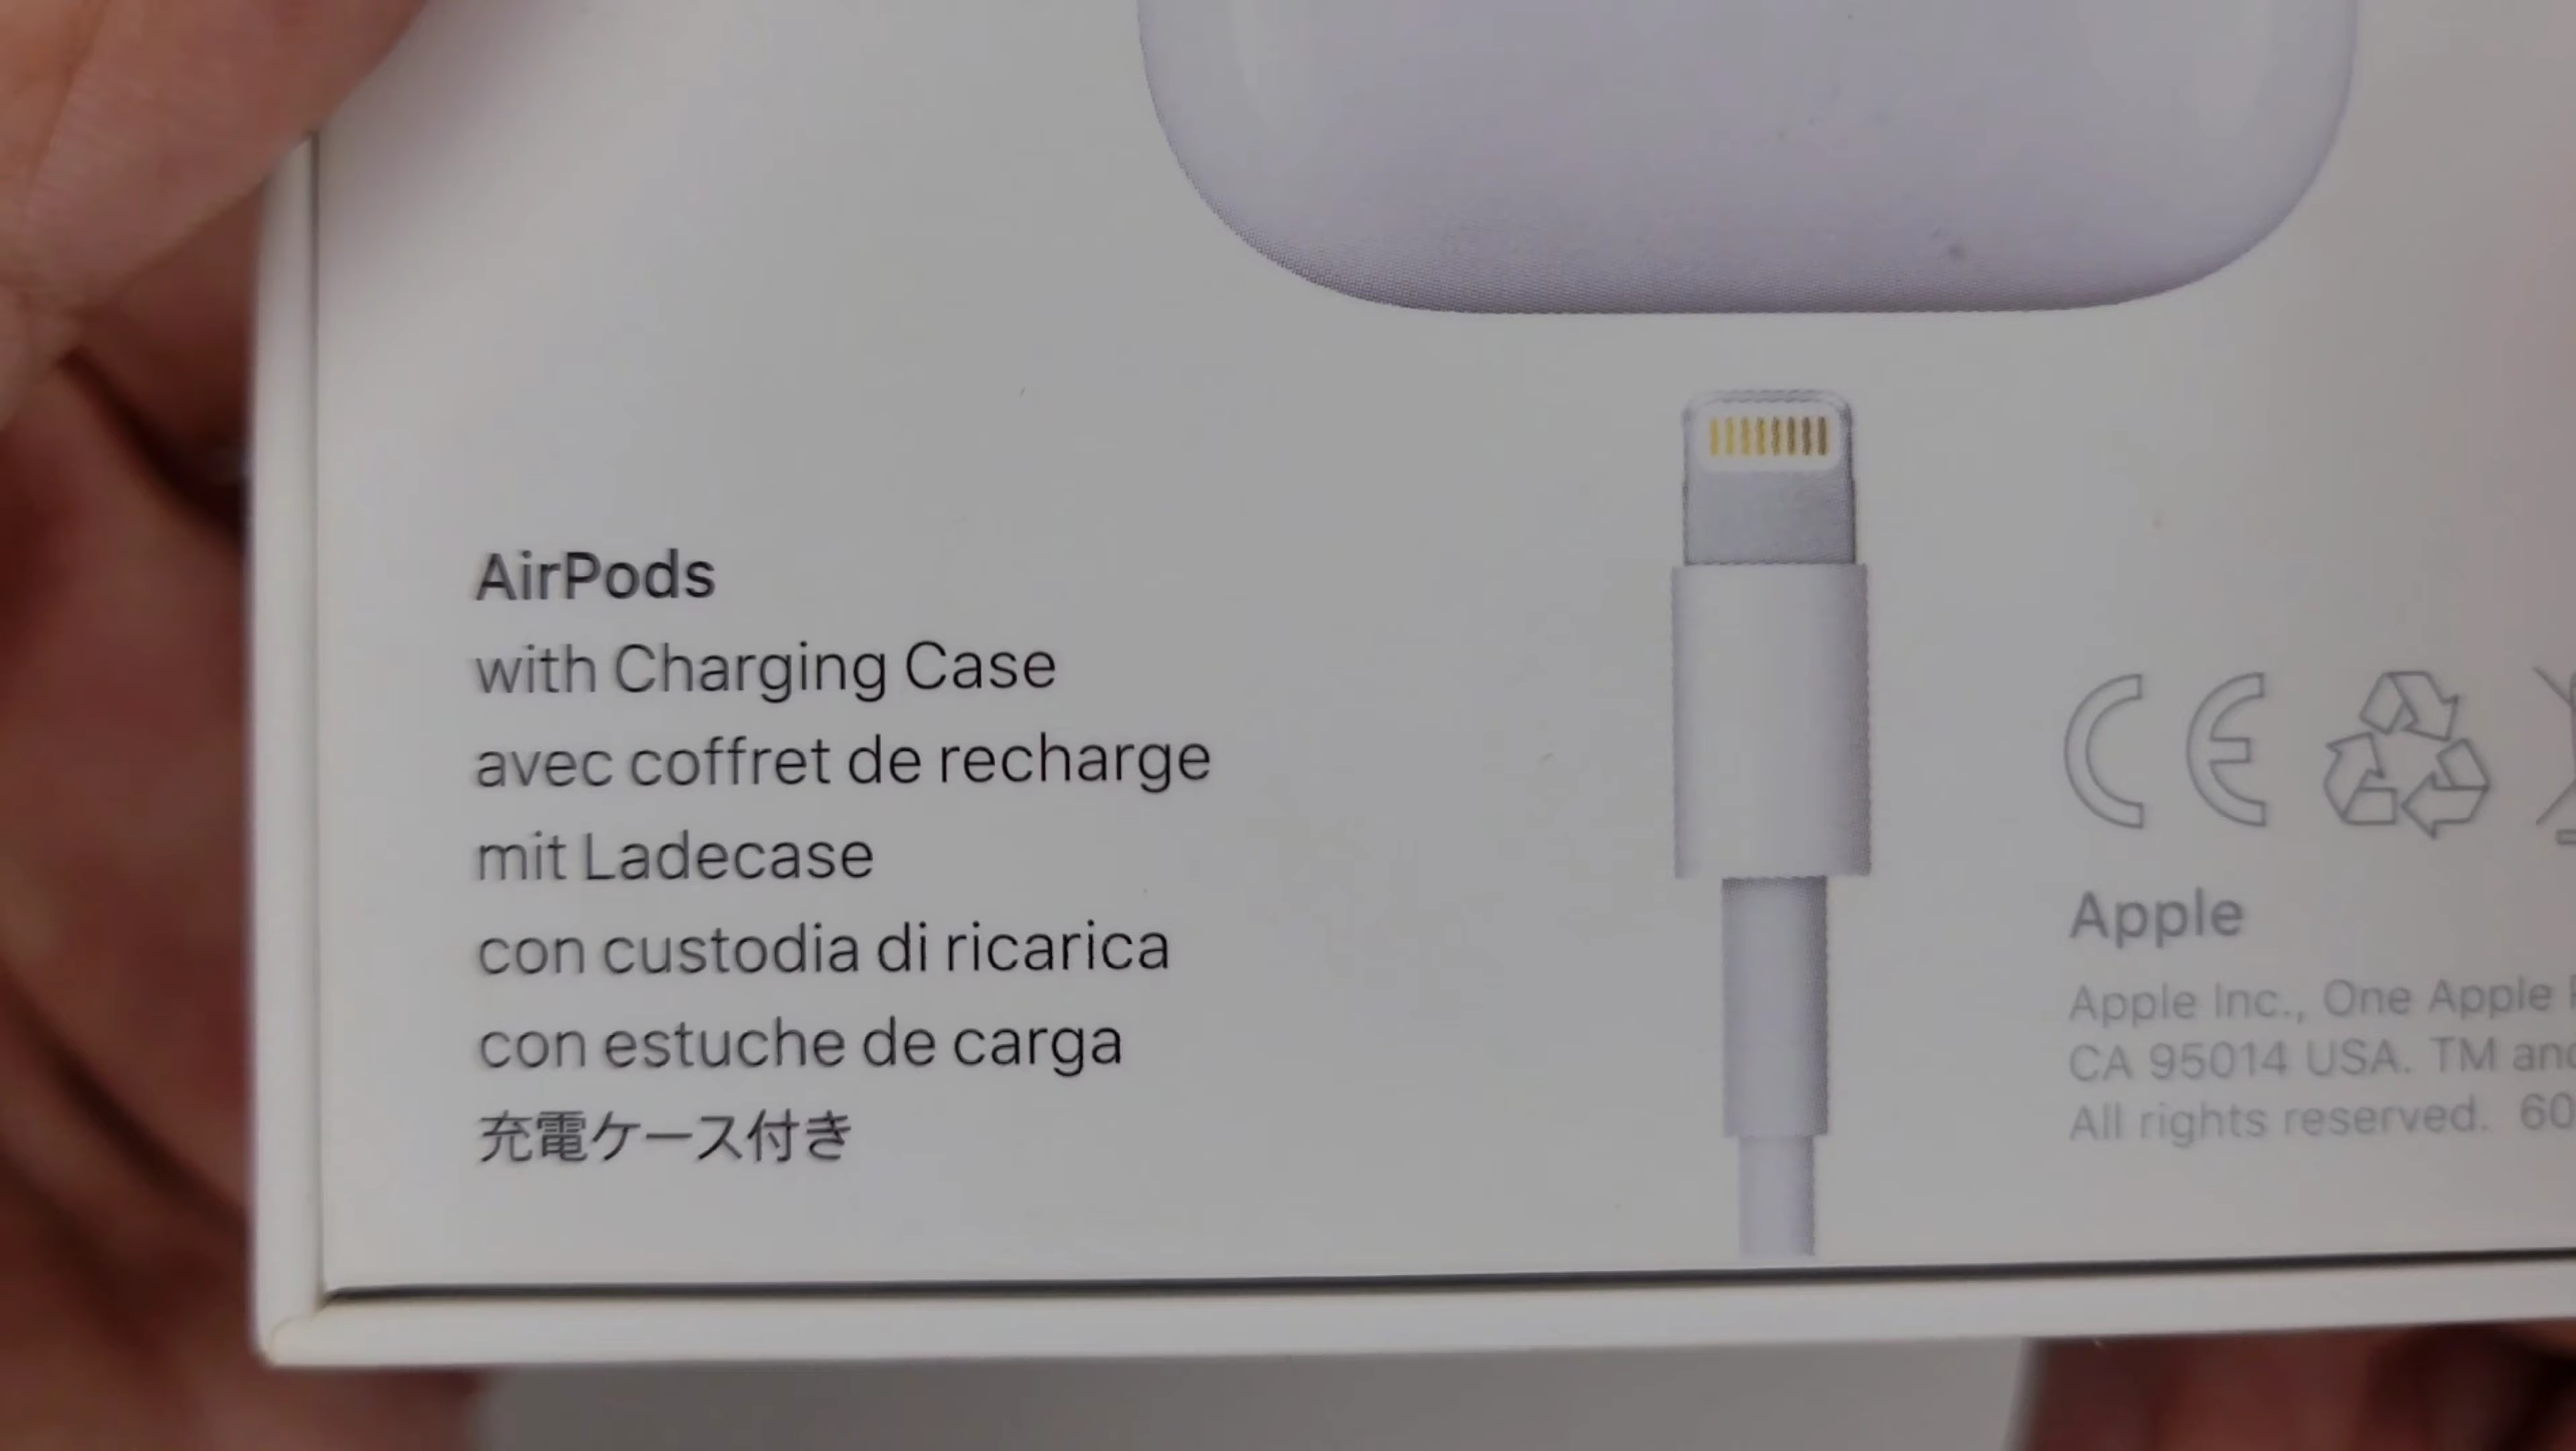 AirPods
with Charging Case
avec coffret de recharge
mit Ladecase
con custodia di ricarica
con estuche de carga
充電ケース付き
CE
Apple
Apple Inc., One Apple
CA 95014 USA. TM and
All rights reserved. 60